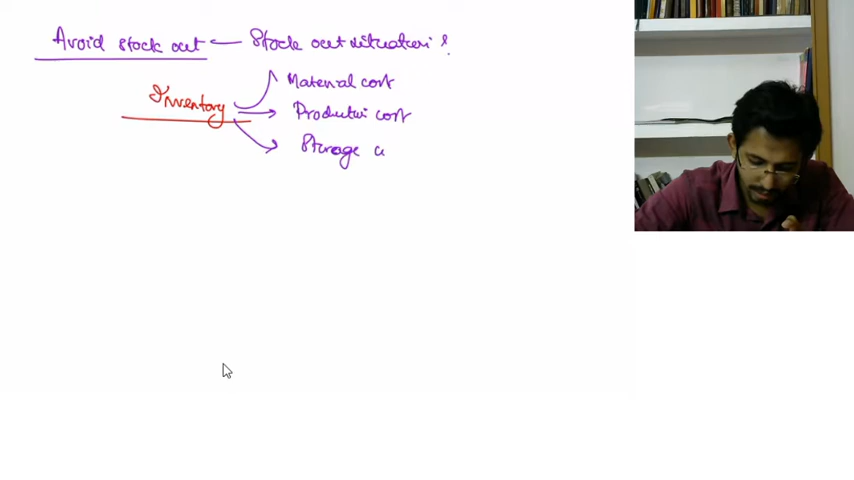 Avoid stock out ← Stock out situation &
Inventory
Material cost
Production cost
Storage c